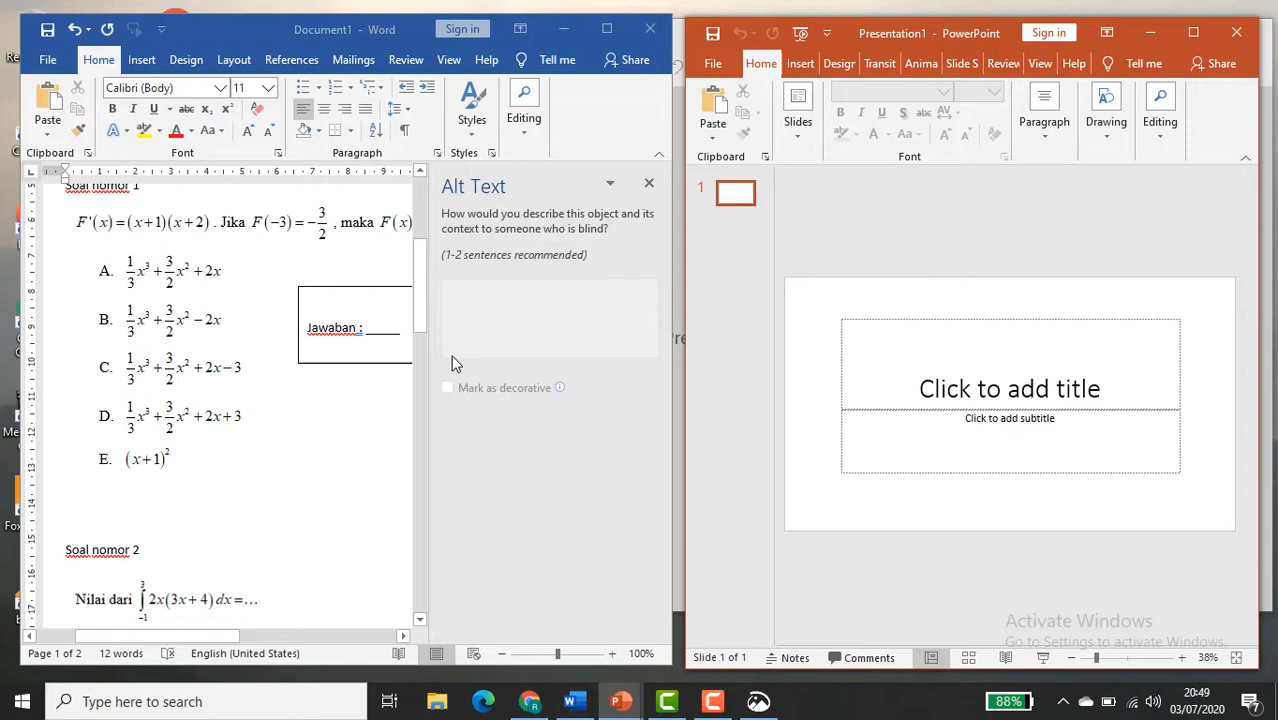 Document1 - Word
Sign in
File Home Insert Design Layout References Mailings Review View Help Tell me Share
Paste
Calibri (Body) 11
Styles
Editing
Clipboard Font Paragraph Styles
Soal nomor 1
F'(x)=(x+1)(x+2) . Jika F(-3)=-3/2 , maka F(x)
A. 1/3x³+3/2x²+2x
B. 1/3x³+3/2x²-2x
C. 1/3x³+3/2x²+2x-3
D. 1/3x³+3/2x²+2x+3
E. (x+1)²
Jawaban : _____
Soal nomor 2
Nilai dari ∫₋₁³ 2x(3x+4)dx=…
Alt Text
How would you describe this object and its
context to someone who is blind?
(1-2 sentences recommended)
Mark as decorative
Page 1 of 2 12 words English (United States) 100%
Presentation1 - PowerPoint
Sign in
File Home Insert Desigr Transit Anima Slide S Review View Help Tell me Share
Paste
Slides
Paragraph
Drawing
Editing
Clipboard Font
1
Click to add title
Click to add subtitle
Activate Windows
Go to Settings to activate Windows.
Slide 1 of 1 Notes Comments 38%
Type here to search
88%
20:49
03/07/2020
7